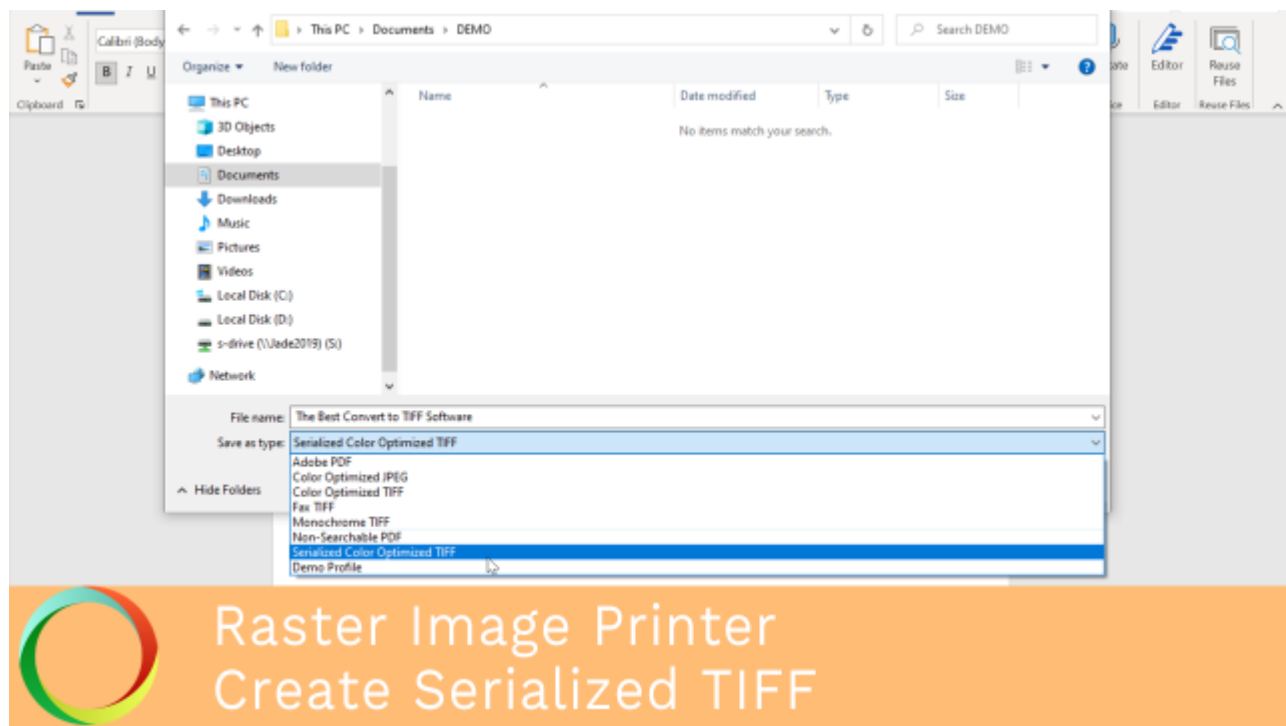 Paste
Clipboard
Calibri (Body
B I U
This PC > Documents > DEMO
Search DEMO
Organize
New folder
Editor
Reuse
Files
Editor
Reuse Files
Name
Date modified
Type
Size
No items match your search.
This PC
3D Objects
Desktop
Documents
Downloads
Music
Pictures
Videos
Local Disk (C:)
Local Disk (D:)
s-drive (\\Jade2019) (S:)
Network
File name: The Best Convert to TIFF Software
Save as type: Serialized Color Optimized TIFF
Adobe PDF
Color Optimized JPEG
Color Optimized TIFF
Fax TIFF
Monochrome TIFF
Non-Searchable PDF
Serialized Color Optimized TIFF
Demo Profile
Hide Folders
Raster Image Printer
Create Serialized TIFF